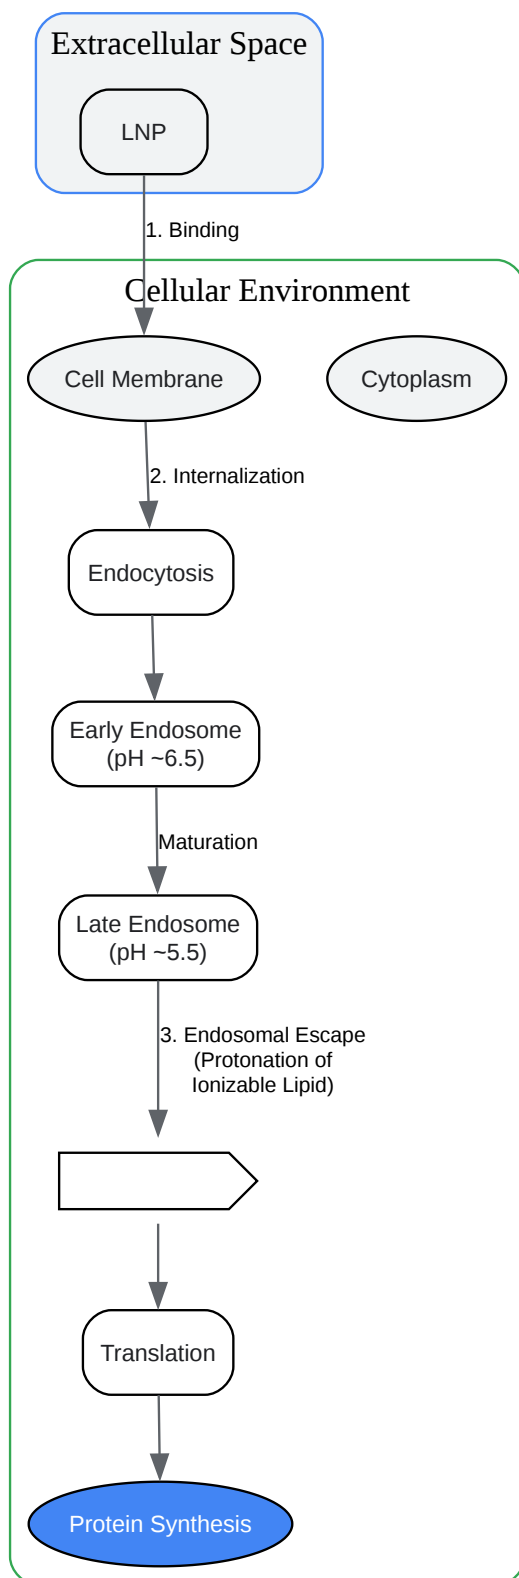 Extracellular Space
LNP
1. Binding
Cellular Environment
Cell Membrane
Cytoplasm
2. Internalization
Endocytosis
Early Endosome
(pH ~6.5)
Maturation
Late Endosome
(pH ~5.5)
3. Endosomal Escape
(Protonation of
Ionizable Lipid)
Translation
Protein Synthesis